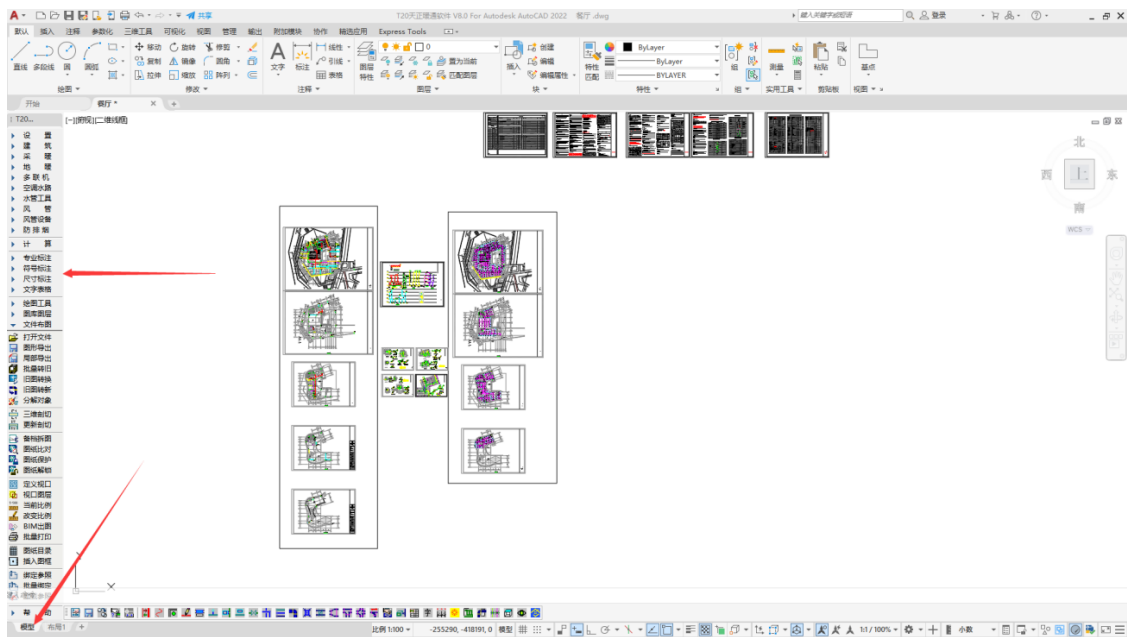 共享
T20天正暖通软件 V8.0 For Autodesk AutoCAD 2022 餐厅 .dwg
键入关键字或短语
登录
默认 插入 注释 参数化 三维工具 可视化 视图 管理 输出 附加模块 协作 精选应用 Express Tools
直线 多段线 圆 圆弧
移动 旋转 修剪
复制 镜像 圆角
拉伸 缩放 阵列
文字 标注
线性
引线
表格
图层特性
0
置为当前
匹配图层
插入
创建
编辑
编辑属性
特性匹配
ByLayer
ByLayer
BYLAYER
组 测量 粘贴 基点
绘图 修改 注释 图层 块 特性 组 实用工具 剪贴板 视图
开始 餐厅*
T20...
[-][俯视][二维线框]
设 置
建 筑
采 暖
地 暖
多联机
空调水路
水管工具
风 管
风管设备
防排烟
计 算
专业标注
符号标注
尺寸标注
文字表格
绘图工具
图库图层
文件布图
打开文件
图形导出
局部导出
批量转旧
旧图转换
旧图转新
分解对象
三维剖切
更新剖切
备档拆图
图纸比对
图纸保护
图纸解锁
定义视口
视口图层
当前比例
改变比例
BIM出图
批量打印
图纸目录
插入图框
绑定参照
批量绑定
帮 助
北
西 上 东
南
WCS
Y
X
模型 布局1
比例 1:100 -255290, -418191, 0 模型 1:1/100% 小数